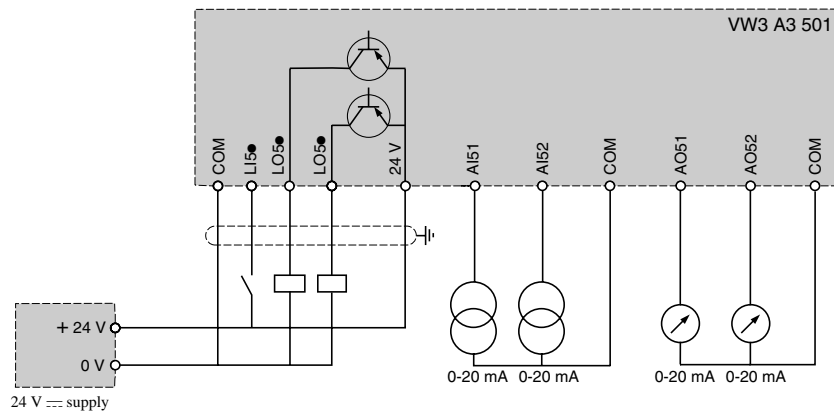 VW3 A3 501
COM
LI5●
LO5●
LO5●
24 V
AI51
AI52
COM
AO51
AO52
COM
+ 24 V
0 V
0-20 mA
0-20 mA
0-20 mA
0-20 mA
24 V ⎓ supply